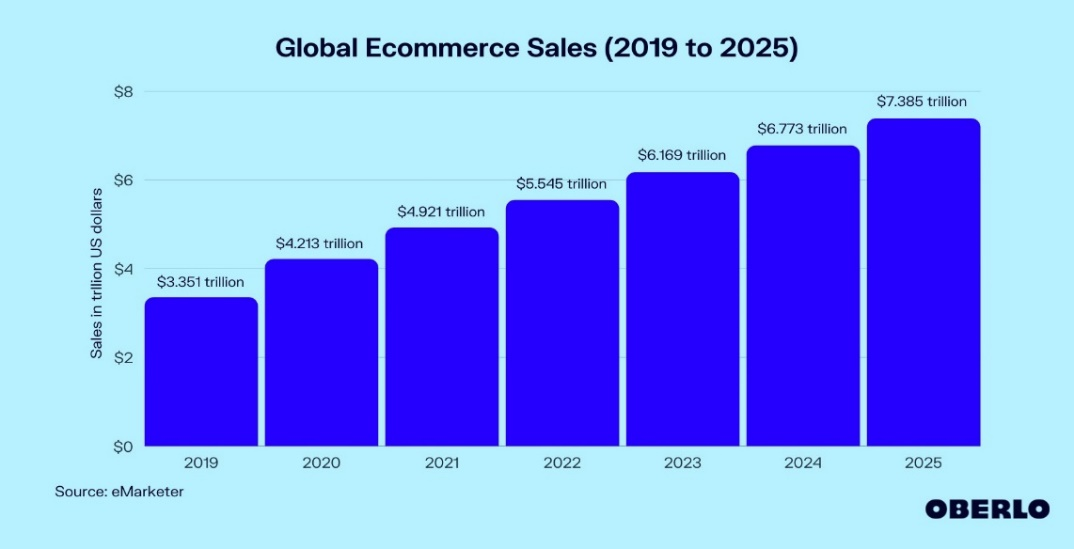 Global Ecommerce Sales (2019 to 2025)
Sales in trllion US dollars
$8
$6
$4
$2
$0
$3.351 trillion
$4.213 trillion
$4.921 trillion
$5.545 trillion
$6.169 trillion
$6.773 trillion
$7.385 trillion
2019
2020
2021
2022
2023
2024
2025
Source: eMarketer
OBERLO